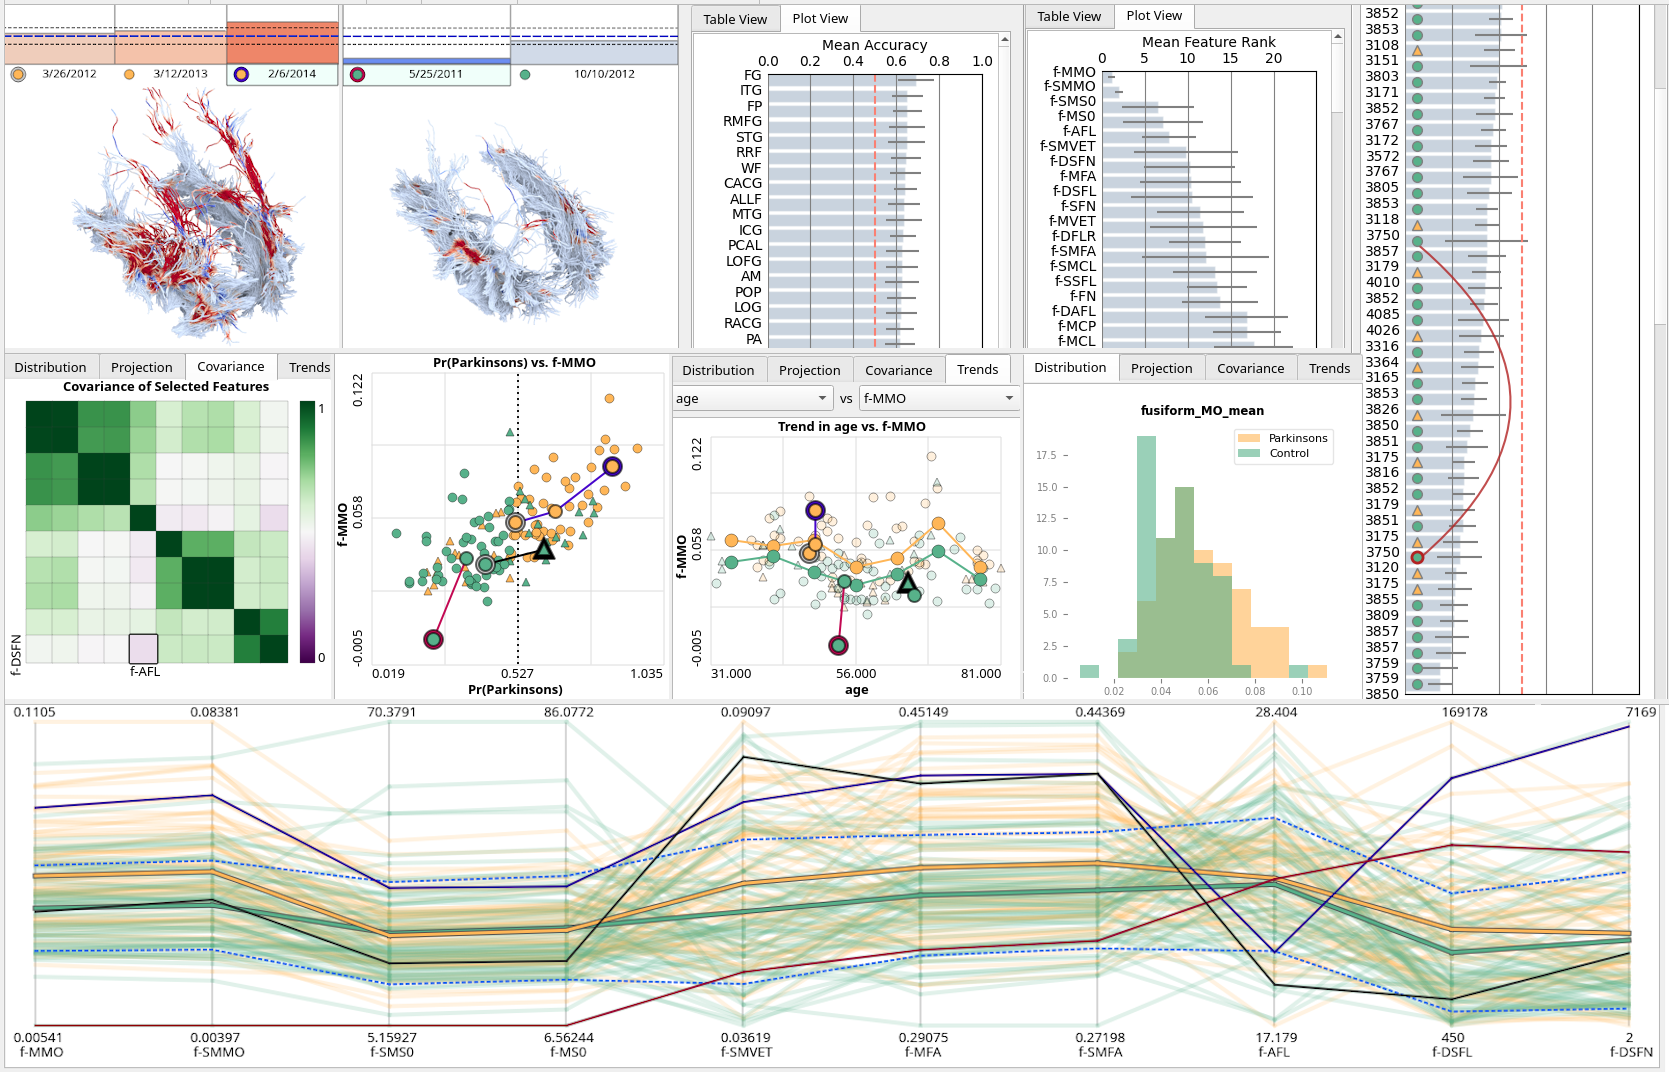 3/26/2012
3/12/2013
2/6/2014
5/25/2011
10/10/2012
Table View
Plot View
Mean Accuracy
0.0 0.2 0.4 0.6 0.8 1.0
FG
ITG
FP
RMFG
STG
RRF
WF
CACG
ALLF
MTG
ICG
PCAL
LOFG
AM
POP
LOG
RACG
PA
Table View
Plot View
Mean Feature Rank
0 5 10 15 20
f-MMO
f-SMMO
f-SMS0
f-MS0
f-AFL
f-SMVET
f-DSFN
f-MFA
f-DSFL
f-SFN
f-MVET
f-DFLR
f-SMFA
f-SMCL
f-SSFL
f-FN
f-DAFL
f-MCP
f-MCL
3852
3853
3108
3151
3803
3171
3852
3767
3172
3572
3767
3805
3853
3118
3750
3857
3179
4010
3852
4085
4026
3316
3364
3165
3853
3826
3850
3851
3175
3816
3852
3179
3851
3175
3750
3120
3175
3855
3809
3857
3857
3759
3759
3850
Distribution
Projection
Covariance
Trends
Covariance of Selected Features
1
0
f-DSFN
f-AFL
Pr(Parkinsons) vs. f-MMO
0.122
0.058
-0.005
f-MMO
0.019 0.527 1.035
Pr(Parkinsons)
Distribution
Projection
Covariance
Trends
age
vs
f-MMO
Trend in age vs. f-MMO
0.122
0.058
-0.005
f-MMO
31.000 56.000 81.000
age
Distribution
Projection
Covariance
Trends
fusiform_MO_mean
Parkinsons
Control
17.5
15.0
12.5
10.0
7.5
5.0
2.5
0.0
0.02 0.04 0.06 0.08 0.10
0.1105 0.08381 70.3791 86.0772 0.09097 0.45149 0.44369 28.404 169178 7169
0.00541 0.00397 5.15927 6.56244 0.03619 0.29075 0.27198 17.179 450 2
f-MMO f-SMMO f-SMS0 f-MS0 f-SMVET f-MFA f-SMFA f-AFL f-DSFL f-DSFN